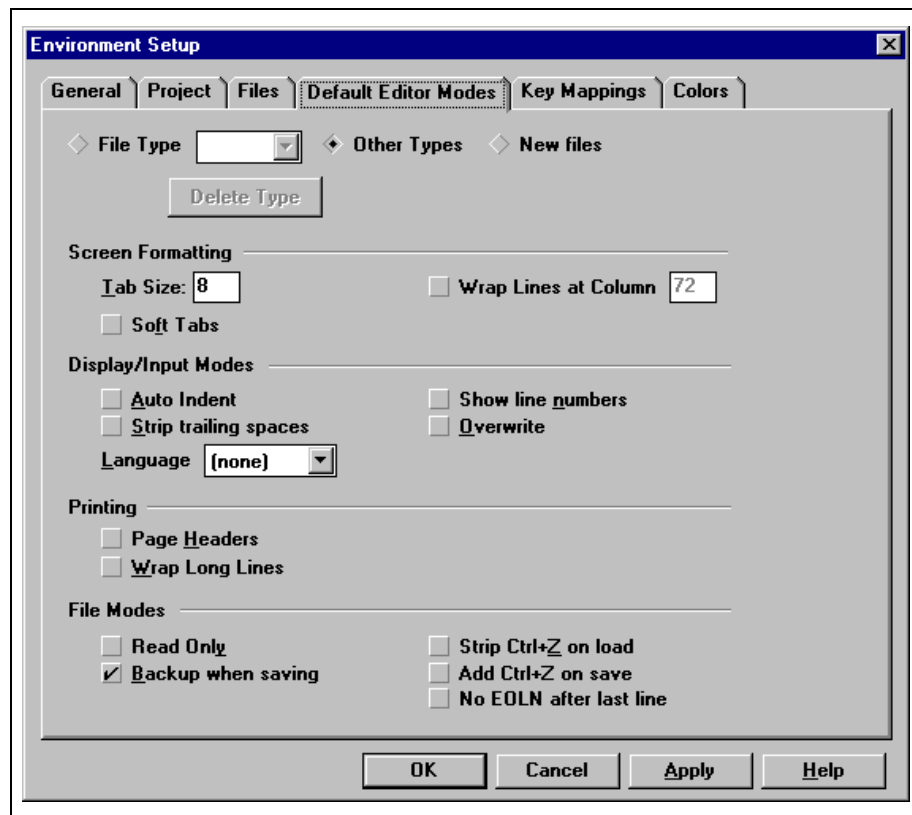 Environment Setup
General Project Files Default Editor Modes Key Mappings Colors
File Type Other Types New files
Delete Type
Screen Formatting
Tab Size: 8 Wrap Lines at Column 72
Soft Tabs
Display/Input Modes
Auto Indent Show line numbers
Strip trailing spaces Overwrite
Language (none)
Printing
Page Headers
Wrap Long Lines
File Modes
Read Only Strip Ctrl+Z on load
Backup when saving Add Ctrl+Z on save
No EOLN after last line
OK Cancel Apply Help